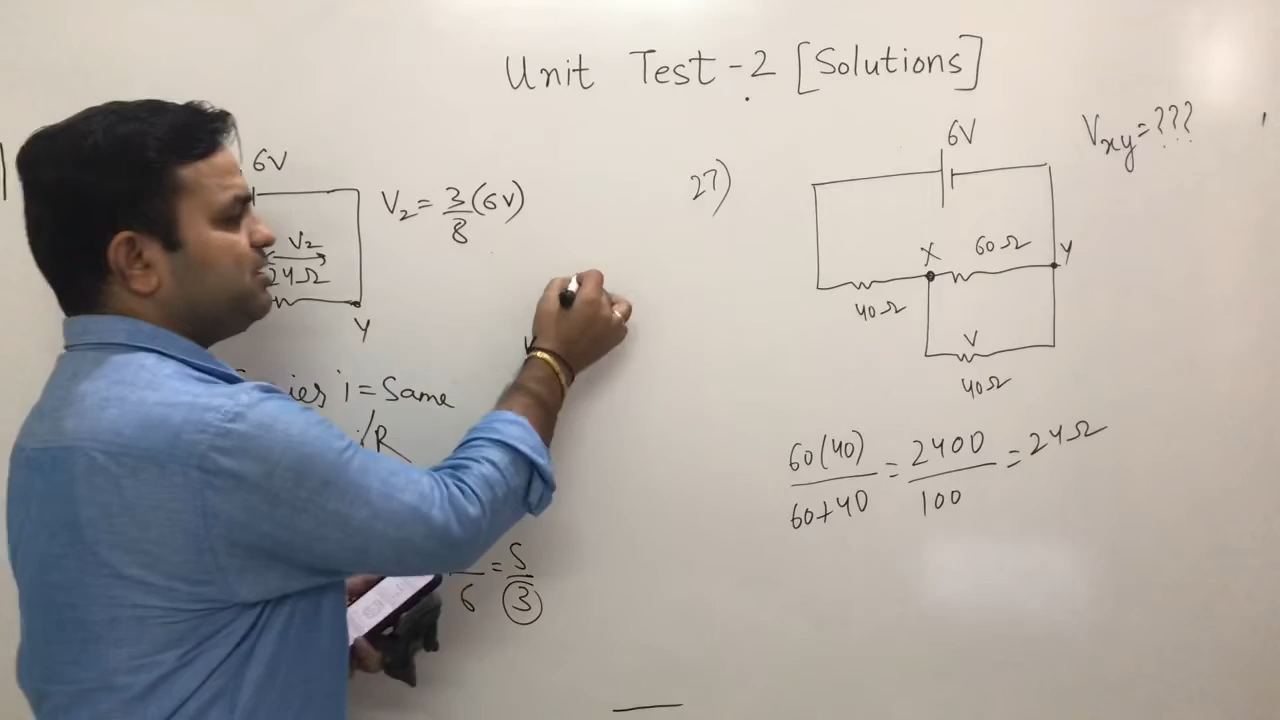 Unit Test - 2 [Solutions]
6V
V₂
24Ω
Y
V₂ = 3/8 (6V)
i = Same
/R
6 = 5/3
27)
6V
Vxy = ???
X
60Ω
Y
40Ω
V
40Ω
60(40)/60+40 = 2400/100 = 24Ω